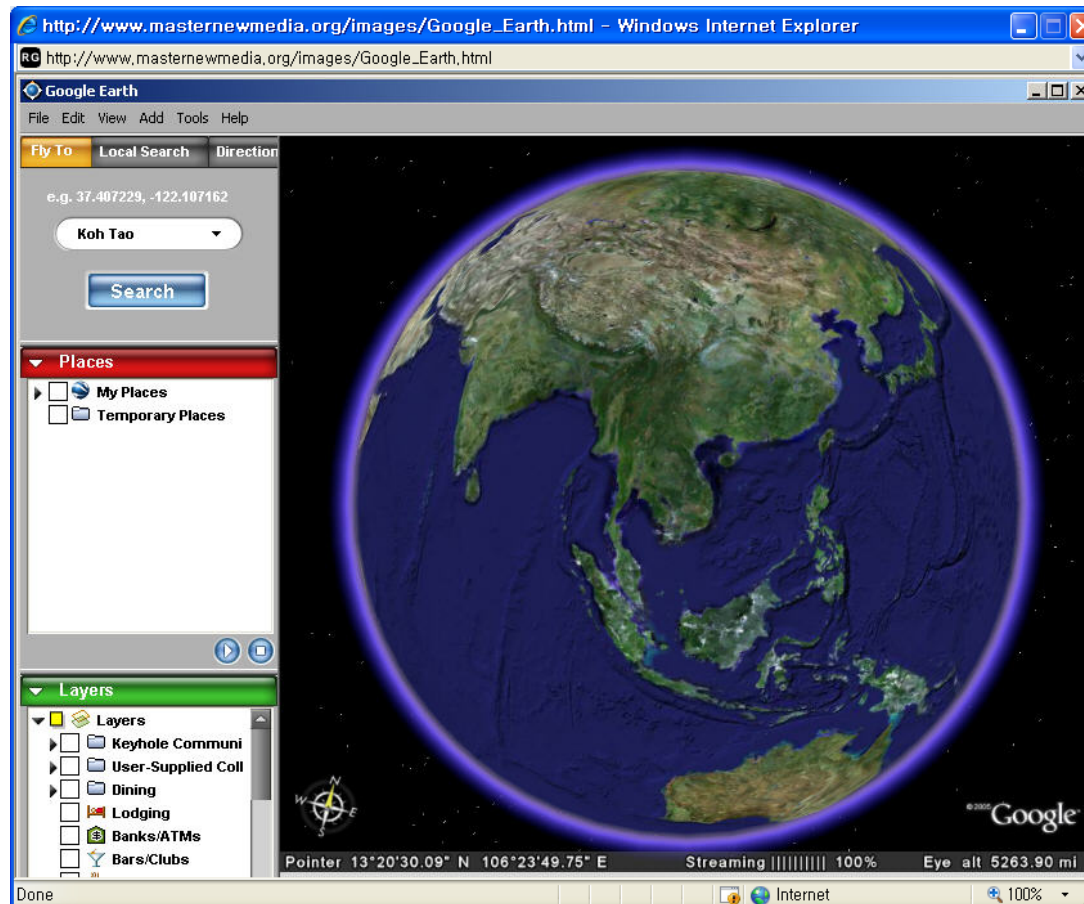 http://www.masternewmedia.org/images/Google_Earth.html - Windows Internet Explorer
RG http://www.masternewmedia.org/images/Google_Earth.html
Google Earth
File Edit View Add Tools Help
Fly To Local Search Direction
e.g. 37.407229, -122.107162
Koh Tao
Search
Places
My Places
Temporary Places
Layers
Layers
Keyhole Communi
User-Supplied Coll
Dining
Lodging
Banks/ATMs
Bars/Clubs
N
W E
S
©2005 Google
Pointer 13°20'30.09" N 106°23'49.75" E Streaming |||||||||| 100% Eye alt 5263.90 mi
Done Internet 100%